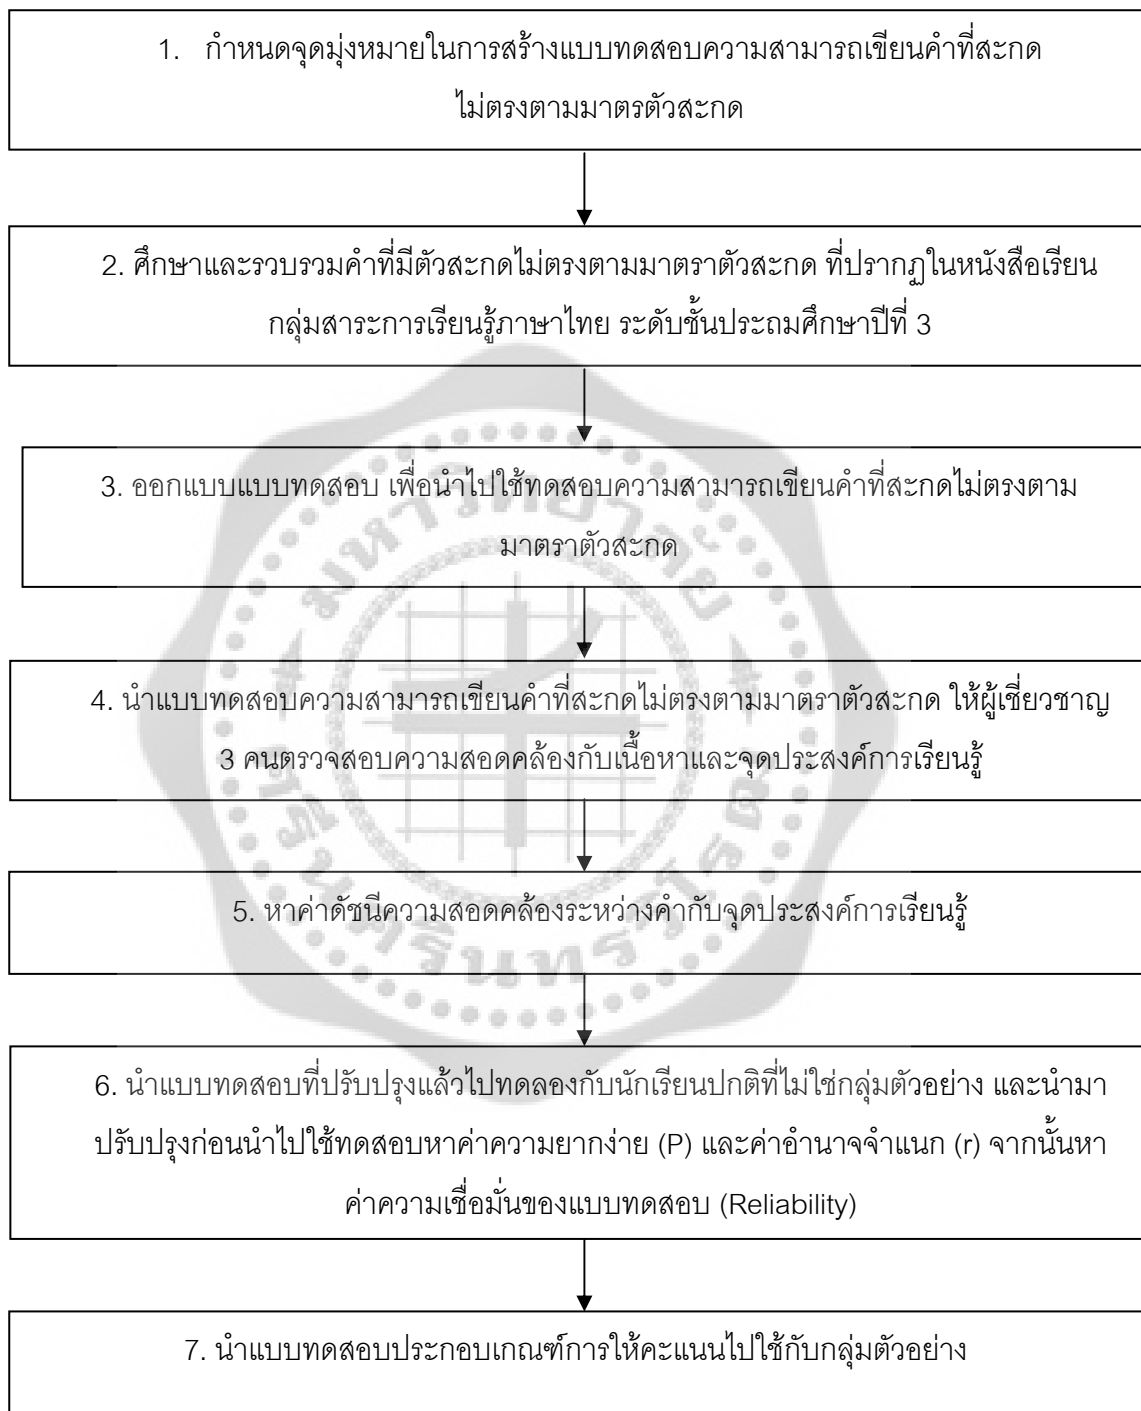 1. กำหนดจุดมุ่งหมายในการสร้างแบบทดสอบความสามารถเขียนคำที่สะกด
ไม่ตรงตามมาตรตัวสะกด
2. ศึกษาและรวบรวมคำที่มีตัวสะกดไม่ตรงตามมาตราตัวสะกด ที่ปรากฏในหนังสือเรียน
กลุ่มสาระการเรียนรู้ภาษาไทย ระดับชั้นประถมศึกษาปีที่ 3
3. ออกแบบแบบทดสอบ เพื่อนำไปใช้ทดสอบความสามารถเขียนคำที่สะกดไม่ตรงตาม
มาตราตัวสะกด
4. นำแบบทดสอบความสามารถเขียนคำที่สะกดไม่ตรงตามมาตราตัวสะกด ให้ผู้เชี่ยวชาญ
3 คนตรวจสอบความสอดคล้องกับเนื้อหาและจุดประสงค์การเรียนรู้
5. หาค่าดัชนีความสอดคล้องระหว่างคำกับจุดประสงค์การเรียนรู้
6. นำแบบทดสอบที่ปรับปรุงแล้วไปทดลองกับนักเรียนปกติที่ไม่ใช่กลุ่มตัวอย่าง และนำมา
ปรับปรุงก่อนนำไปใช้ทดสอบหาค่าความยากง่าย (P) และค่าอำนาจจำแนก (r) จากนั้นหา
ค่าความเชื่อมั่นของแบบทดสอบ (Reliability)
7. นำแบบทดสอบประกอบเกณฑ์การให้คะแนนไปใช้กับกลุ่มตัวอย่าง
มหาวิทยาลัย
ศรีนครินทรวิโรฒ